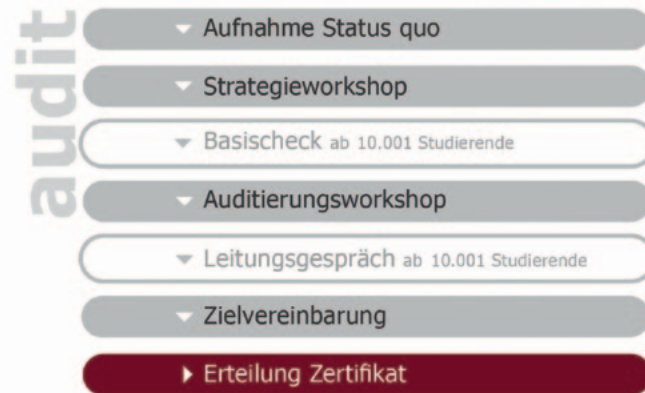 audit
Aufnahme Status quo
Strategieworkshop
Basischeck ab 10.001 Studierende
Auditierungsworkshop
Leitungsgespräch ab 10.001 Studierende
Zielvereinbarung
Erteilung Zertifikat